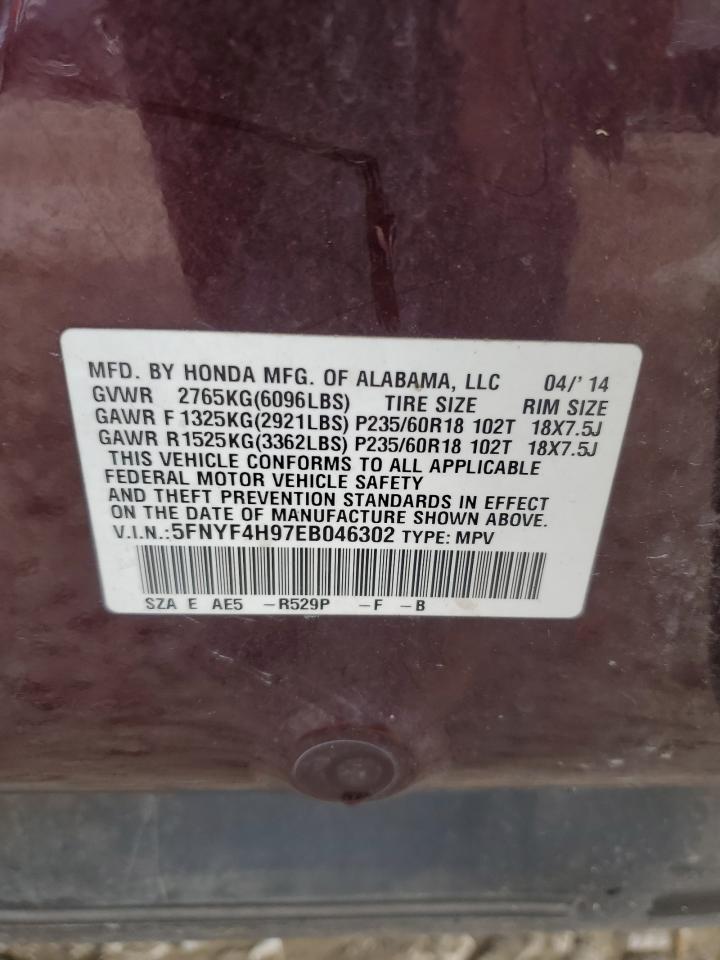 MFD. BY HONDA MFG. OF ALABAMA, LLC 04/' 14
GVWR 2765KG(6096LBS) TIRE SIZE RIM SIZE
GAWR F 1325KG(2921LBS) P235/60R18 102T 18X7.5J
GAWR R1525KG(3362LBS) P235/60R18 102T 18X7.5J
THIS VEHICLE CONFORMS TO ALL APPLICABLE
FEDERAL MOTOR VEHICLE SAFETY
AND THEFT PREVENTION STANDARDS IN EFFECT
ON THE DATE OF MANUFACTURE SHOWN ABOVE.
V.I.N.:5FNYF4H97EB046302 TYPE: MPV
SZA E AE5 -R529P -F -B